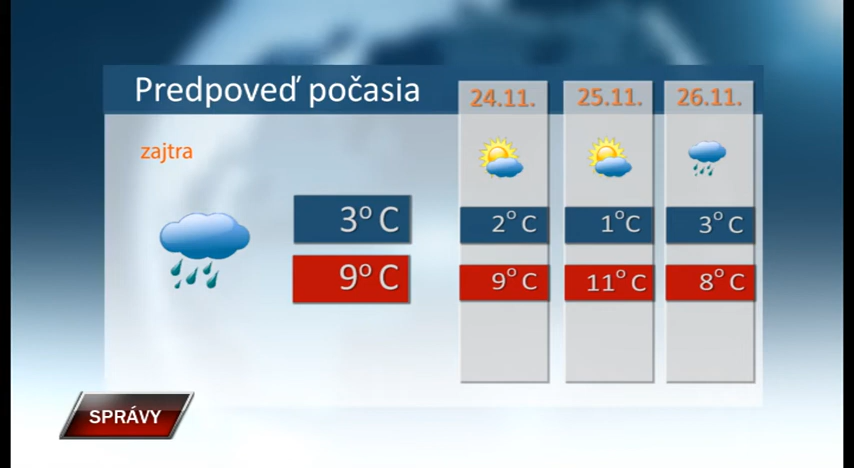 Predpoveď počasia
zajtra
3° C
9° C
24.11. 25.11. 26.11.
2° C 1°C 3° C
9° C 11° C 8° C
SPRÁVY